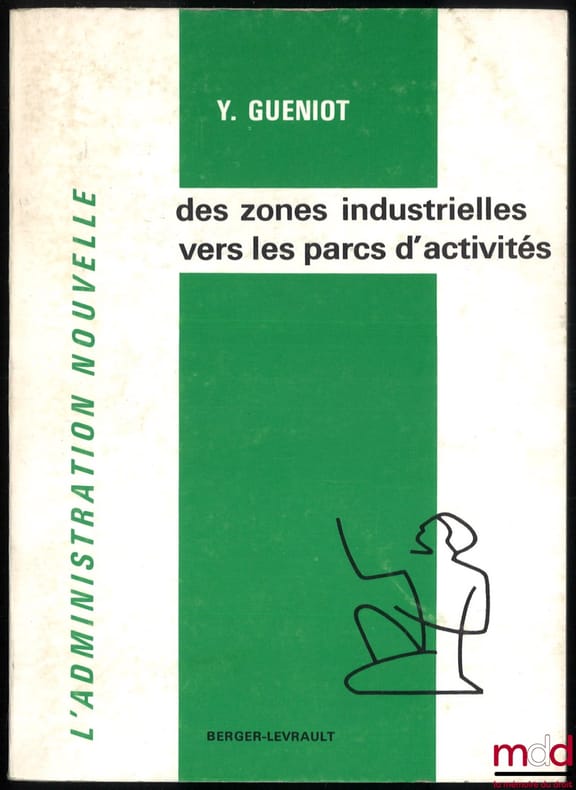 Y. GUENIOT
des zones industrielles
vers les parcs d'activités
L'ADMINISTRATION NOUVELLE
BERGER-LEVRAULT
mdd
la mémoire du droit